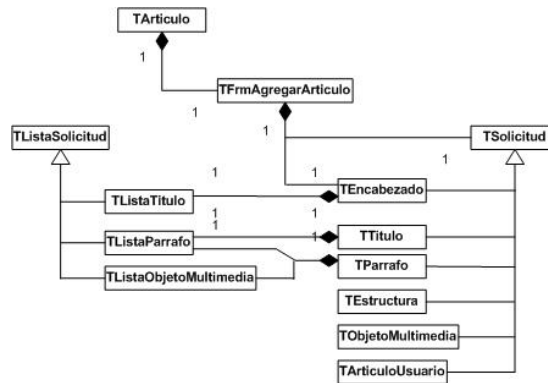 TArticulo
1
TFrmAgregarArticulo
1
1
TListaSolicitud
TSolicitud
1
1
1
TEncabezado
TListaTitulo
1
1
1
TListaParrafo
TTitulo
1
TParrafo
TListaObjetoMultimedia
TEstructura
TObjetoMultimedia
TArticuloUsuario